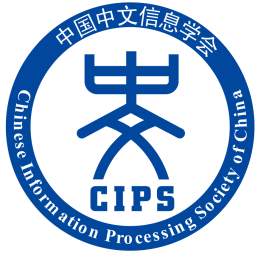 中国中文信息学会
CIPS
Chinese Information Processing Society of China